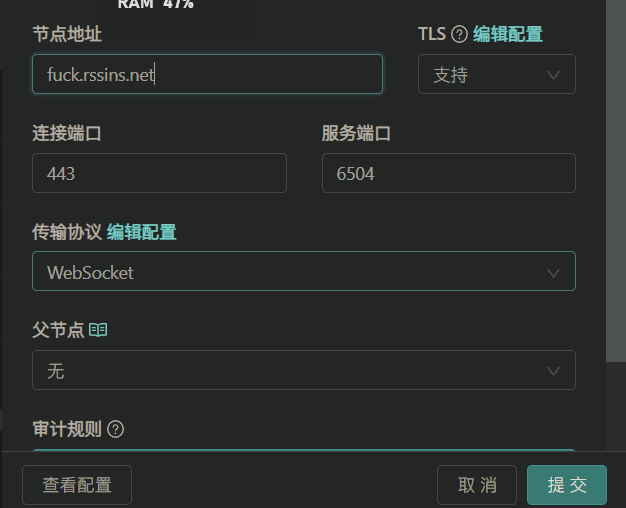 RAM 47%
节点地址
TLS 编辑配置
fuck.rssins.net
支持
连接端口
服务端口
443
6504
传输协议 编辑配置
WebSocket
父节点
无
审计规则
查看配置
取 消
提 交